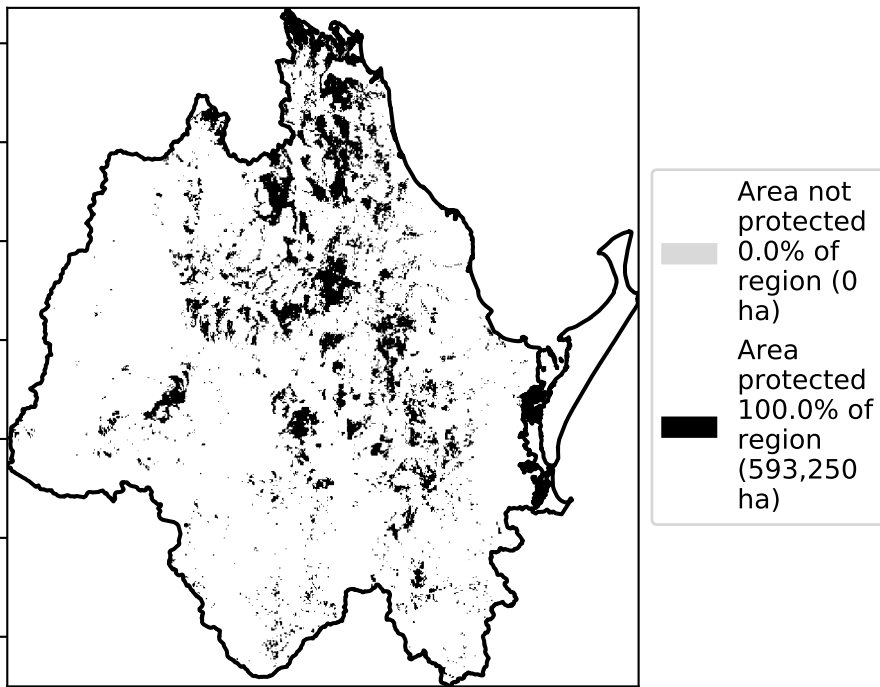 Area not
protected
0.0% of
region (0
ha)
Area
protected
100.0% of
region
(593,250
ha)